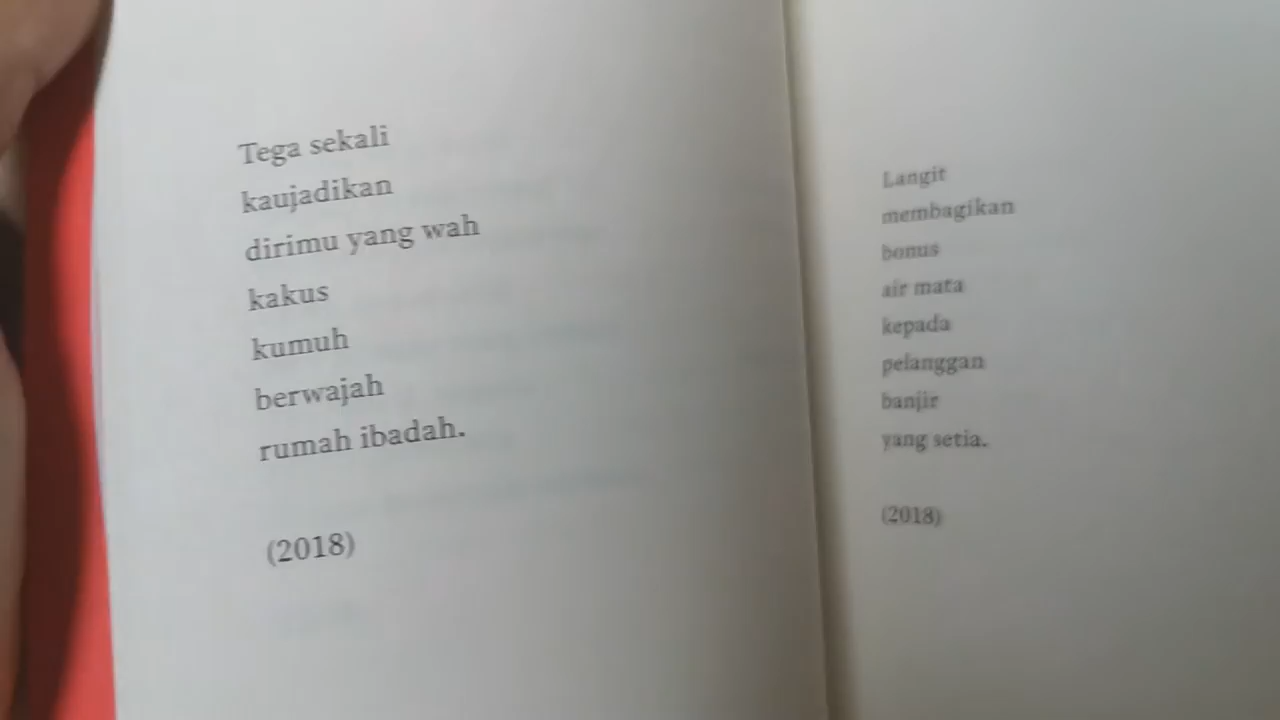 Tega sekali
kaujadikan
dirimu yang wah
kakus
kumuh
berwajah
rumah ibadah.
(2018)
Langit
membagikan
bonus
air mata
kepada
pelanggan
banjir
yang setia.
(2018)